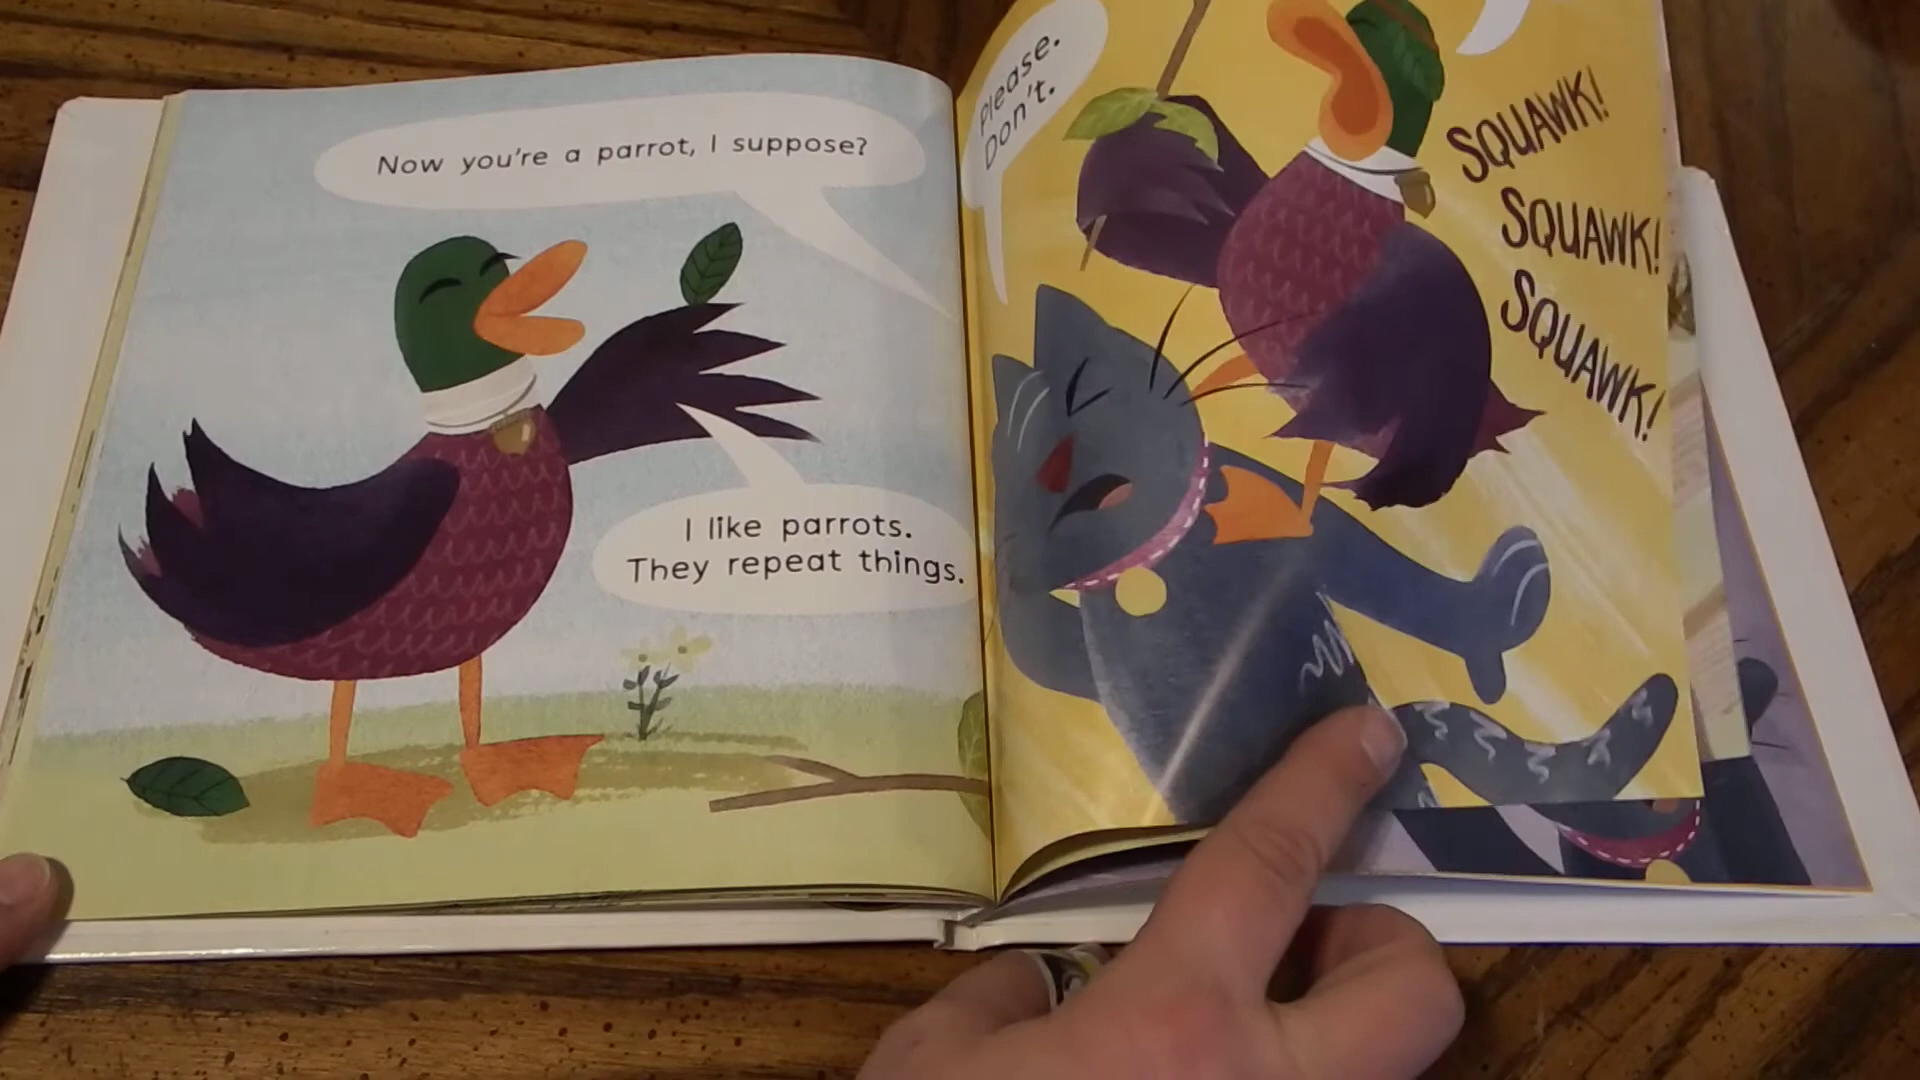 Now you're a parrot, I suppose?
I like parrots.
They repeat things.
Please.
Don't.
SQUAWK!
SQUAWK!
SQUAWK!